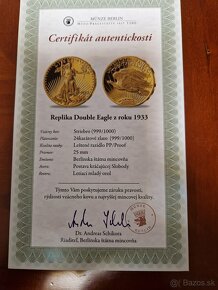 MÜNZE BERLIN
Certifikát autentickosti
Replika Double Eagle z roku 1933
Vzácny kov: Striebro (999/1000)
Plátovanie: 24karátové zlato (999/1000)
Kvalita razby: Leštené razidlo PP/Proof
Priemer: 25 mm
Emitent: Berlínska štátna mincovňa
Averz: Postava kráčajúcej Slobody
Reverz: Letiaci mladý orol
Týmto Vám poskytujeme záruku pravosti,
rýdzosti vzácneho kovu a najvyššej mincovej kvality.
Dr. Andreas Schikora
Riaditeľ, Berlínska štátna mincovňa
bazos.sk